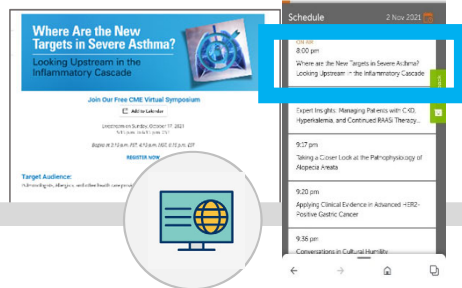 Where Are the New
Targets in Severe Asthma?
Looking Upstream in the
Inflammatory Cascade
Join Our Free CME Virtual Symposium
Add to Calendar
REGISTER NOW
Target Audience:
Schedule
2 Nov 2021
ON AIR
8:00 pm
Where are the New Targets in Severe Asthma?
Looking Upstream in the Inflammatory Cascade
Expert Insights: Managing Patients with CKD,
Hyperkalemia, and Continued RAASi Therapy...
9:17 pm
Taking a Closer Look at the Pathophysiology of
Alopecia Areata
9:20 pm
Applying Clinical Evidence in Advanced HER2-
Positive Gastric Cancer
9:36 pm
Conversations in Cultural Humility